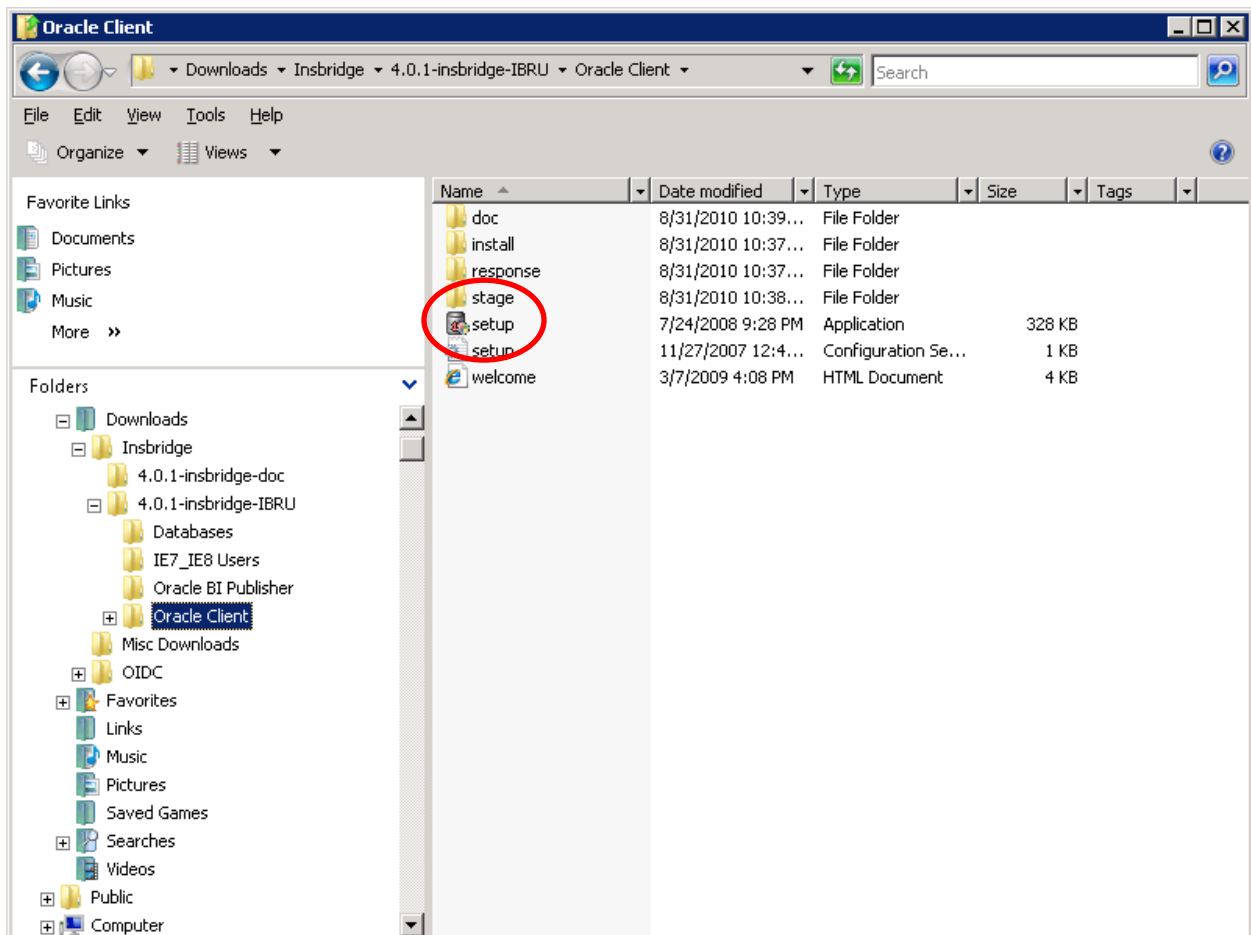 Oracle Client
Downloads Insbridge 4.0.1-insbridge-IBRU Oracle Client Search
File Edit View Tools Help
Organize Views
Favorite Links
Documents
Pictures
Music
More »
Folders
Downloads
Insbridge
4.0.1-insbridge-doc
4.0.1-insbridge-IBRU
Databases
IE7_IE8 Users
Oracle BI Publisher
Oracle Client
Misc Downloads
OIDC
Favorites
Links
Music
Pictures
Saved Games
Searches
Videos
Public
Computer
Name Date modified Type Size Tags
doc 8/31/2010 10:39... File Folder
install 8/31/2010 10:37... File Folder
response 8/31/2010 10:37... File Folder
stage 8/31/2010 10:38... File Folder
setup 7/24/2008 9:28 PM Application 328 KB
setup 11/27/2007 12:4... Configuration Se... 1 KB
welcome 3/7/2009 4:08 PM HTML Document 4 KB